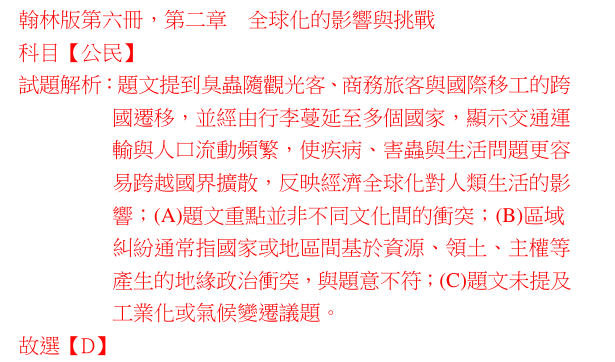 翰林版第六冊，第二章　全球化的影響與挑戰
科目【公民】
試題解析：題文提到臭蟲隨觀光客、商務旅客與國際移工的跨
國遷移，並經由行李蔓延至多個國家，顯示交通運
輸與人口流動頻繁，使疾病、害蟲與生活問題更容
易跨越國界擴散，反映經濟全球化對人類生活的影
響；(A)題文重點並非不同文化間的衝突；(B)區域
糾紛通常指國家或地區間基於資源、領土、主權等
產生的地緣政治衝突，與題意不符；(C)題文未提及
工業化或氣候變遷議題。
故選【D】